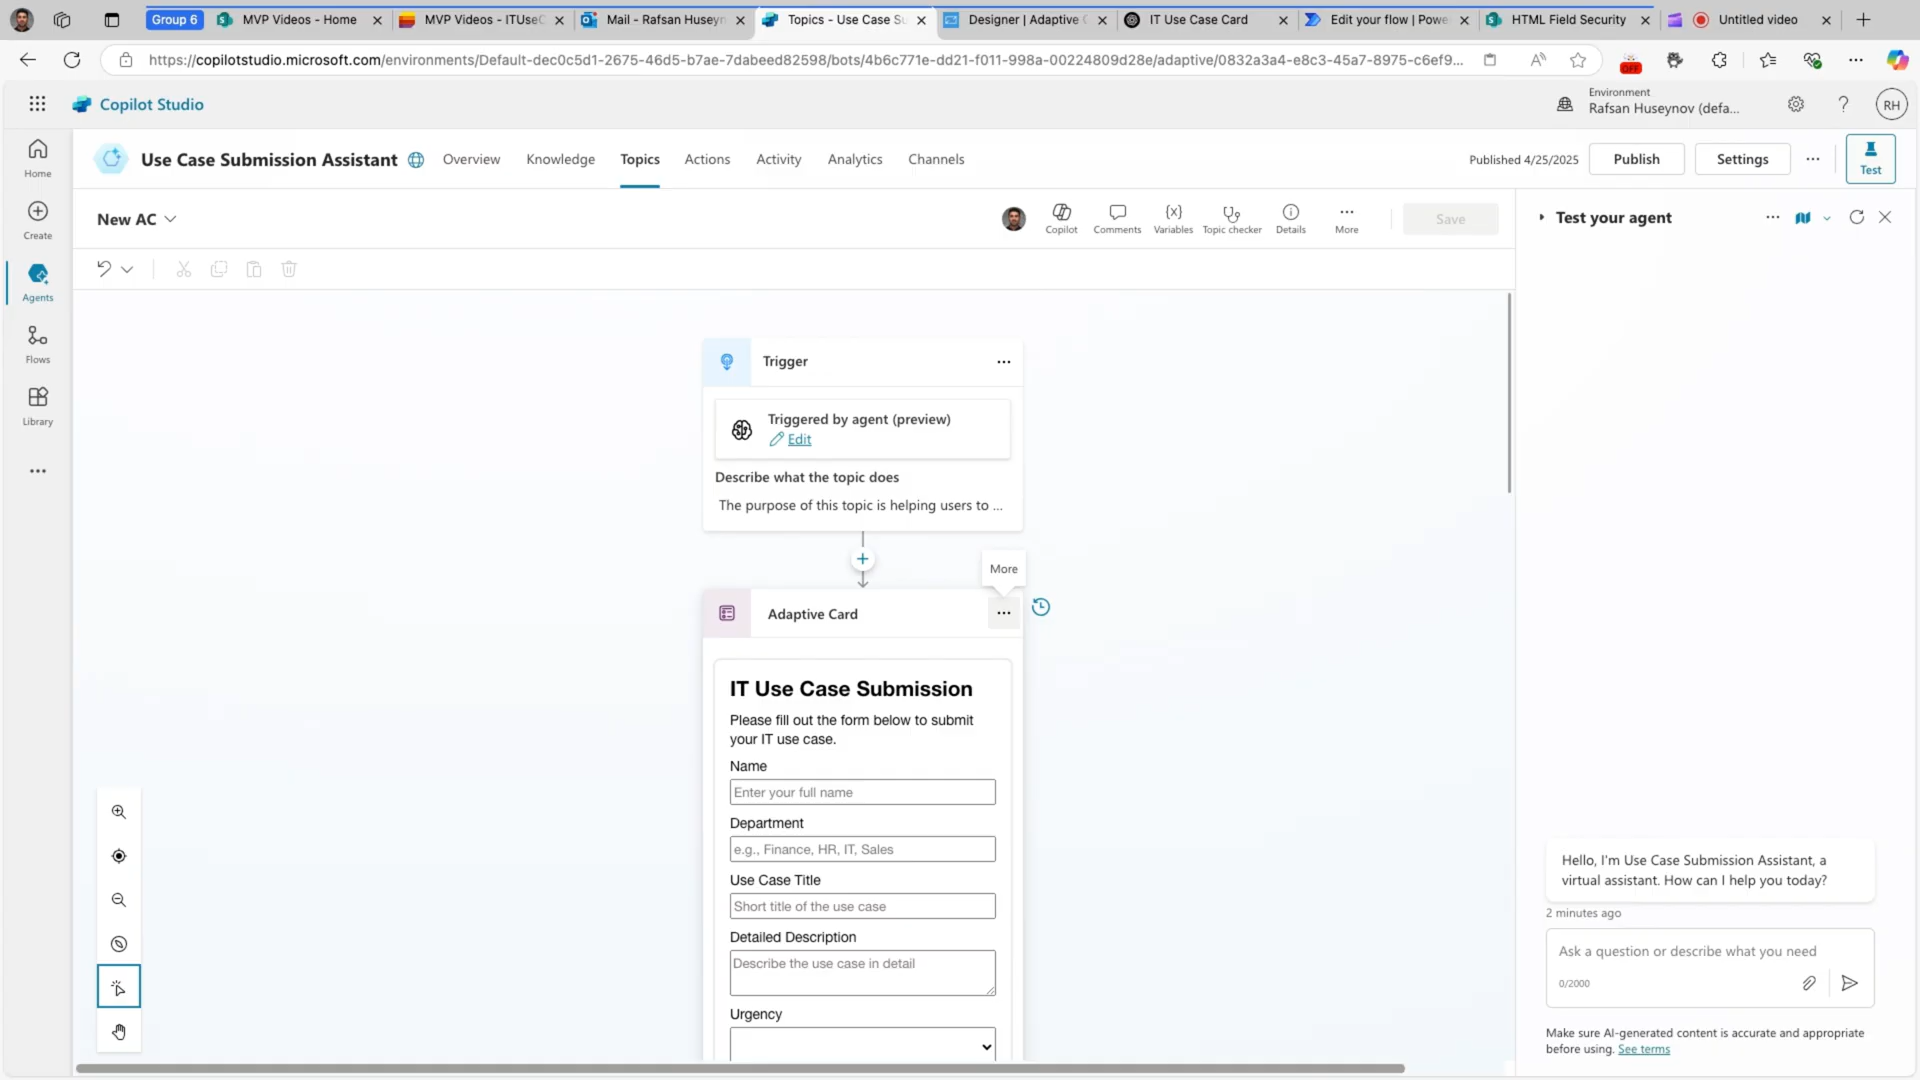 Group 6
MVP Videos - Home
MVP Videos - ITUseC
Mail - Rafsan Huseyn
Topics - Use Case Su
Designer | Adaptive C
IT Use Case Card
Edit your flow | Powe
HTML Field Security
Untitled video
https://copilotstudio.microsoft.com/environments/Default-dec0c5d1-2675-46d5-b7ae-7dabeed82598/bots/4b6c771e-dd21-f011-998a-00224809d28e/adaptive/0832a3a4-e8c3-45a7-8975-c6ef9...
OFF
Copilot Studio
Environment
Rafsan Huseynov (defa...
RH
Home
Create
Agents
Flows
Library
Use Case Submission Assistant
Overview
Knowledge
Topics
Actions
Activity
Analytics
Channels
Published 4/25/2025
Publish
Settings
Test
New AC
Copilot
Comments
Variables
Topic checker
Details
More
Save
Trigger
Triggered by agent (preview)
Edit
Describe what the topic does
The purpose of this topic is helping users to ...
More
Adaptive Card
IT Use Case Submission
Please fill out the form below to submit
your IT use case.
Name
Enter your full name
Department
e.g., Finance, HR, IT, Sales
Use Case Title
Short title of the use case
Detailed Description
Describe the use case in detail
Urgency
Test your agent
Hello, I'm Use Case Submission Assistant, a
virtual assistant. How can I help you today?
2 minutes ago
Ask a question or describe what you need
0/2000
Make sure AI-generated content is accurate and appropriate
before using. See terms